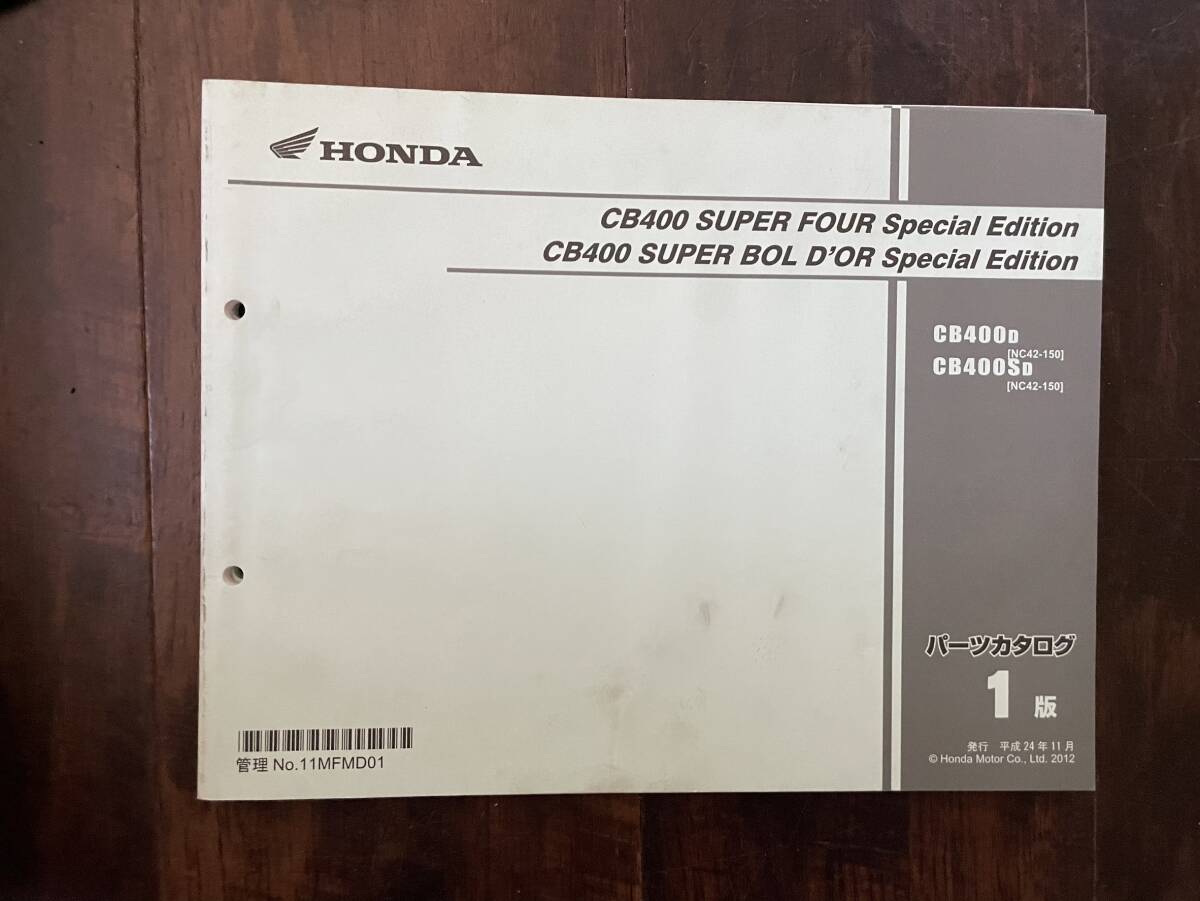 HONDA
CB400 SUPER FOUR Special Edition
CB400 SUPER BOL D'OR Special Edition
CB400D
[NC42-150]
CB400SD
[NC42-150]
パーツカタログ
1版
発行 平成24年11月
© Honda Motor Co., Ltd. 2012
管理 No.11MFMD01